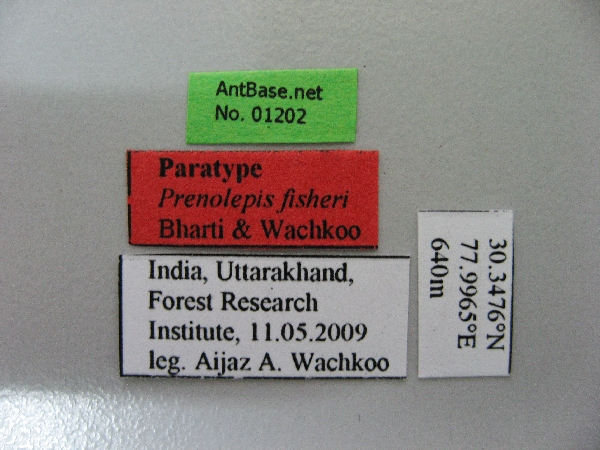 AntBase.net
No. 01202
Paratype
Prenolepis fisheri
Bharti & Wachkoo
India, Uttarakhand,
Forest Research
Institute, 11.05.2009
leg. Aijaz A. Wachkoo
30.3476°N
77.9965°E
640m